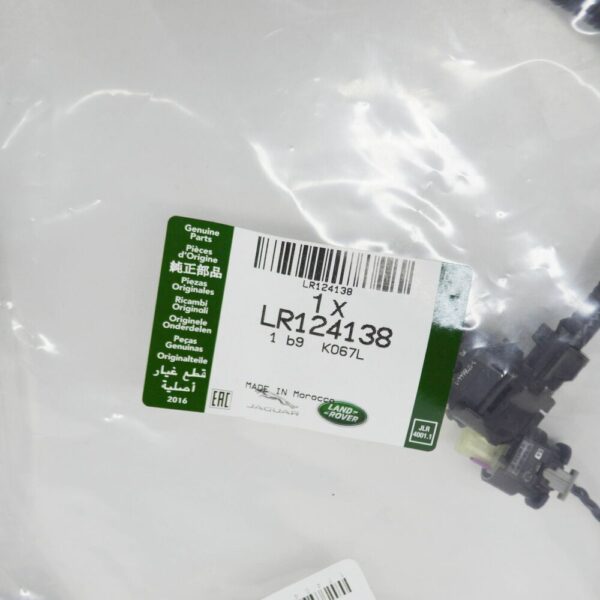 Genuine
Parts
Pièces
d'Origine
純正部品
Piezas
Originales
Ricambi
Originali
Originele
Onderdelen
Peças
Genuinas
Originalteile
قطع غيار
أصلية
2016
LR124138
1 X
LR124138
1 b9 K067L
MADE IN Morocco
JAGUAR
LAND-
ROVER
EAC
JLR
4001.1